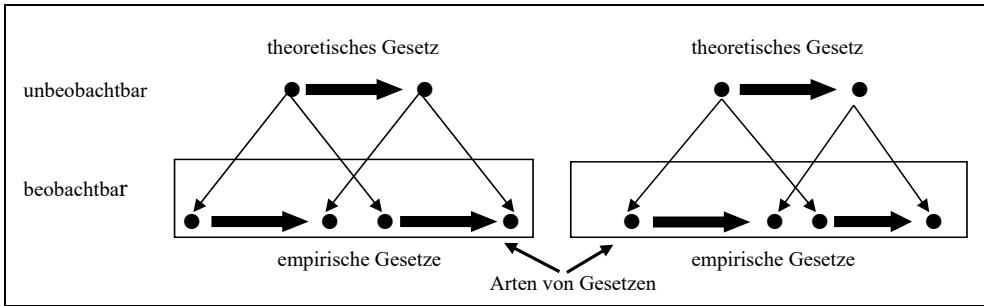 theoretisches Gesetz
theoretisches Gesetz
unbeobachtbar
beobachtbar
empirische Gesetze
empirische Gesetze
Arten von Gesetzen